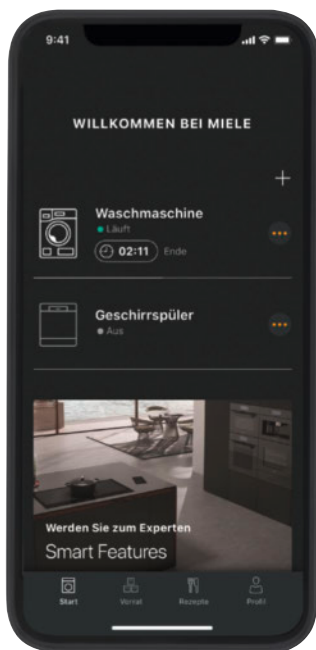 9:41
WILLKOMMEN BEI MIELE
Waschmaschine
Läuft
02:11 Ende
Geschirrspüler
Aus
Werden Sie zum Experten
Smart Features
Start Vorrat Rezepte Profil